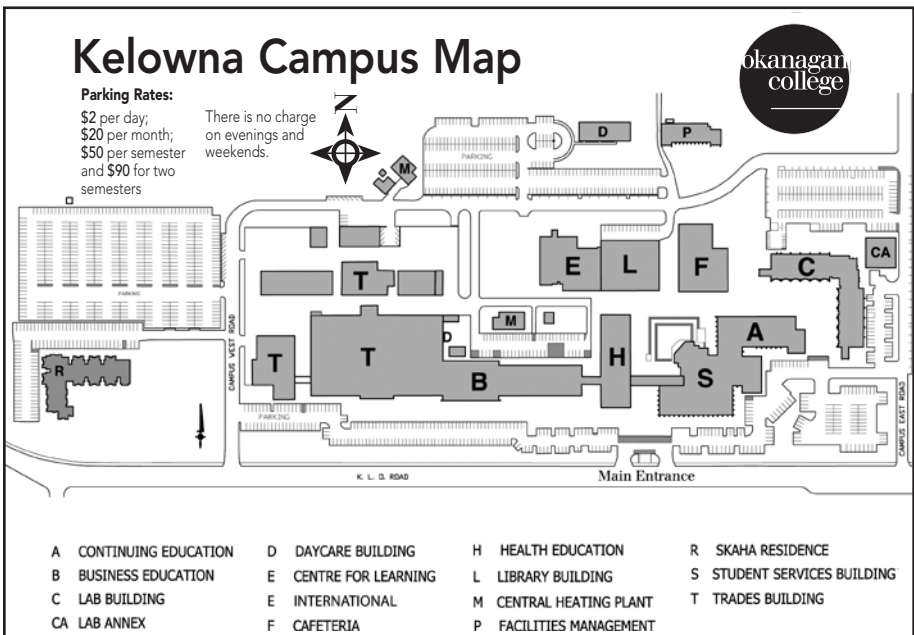 Kelowna Campus Map
okanagan
college
Parking Rates:
$2 per day;
$20 per month;
$50 per semester
and $90 for two
semesters
There is no charge
on evenings and
weekends.
N
M
PARKING
D
P
PARKING
CAMPUS WEST ROAD
R
T
E
L
F
C
CA
T
T
D
M
B
H
S
A
PARKING
CAMPUS EAST ROAD
K. L. O. ROAD
Main Entrance
A CONTINUING EDUCATION
B BUSINESS EDUCATION
C LAB BUILDING
CA LAB ANNEX
D DAYCARE BUILDING
E CENTRE FOR LEARNING
E INTERNATIONAL
F CAFETERIA
H HEALTH EDUCATION
L LIBRARY BUILDING
M CENTRAL HEATING PLANT
P FACILITIES MANAGEMENT
R SKAHA RESIDENCE
S STUDENT SERVICES BUILDING
T TRADES BUILDING